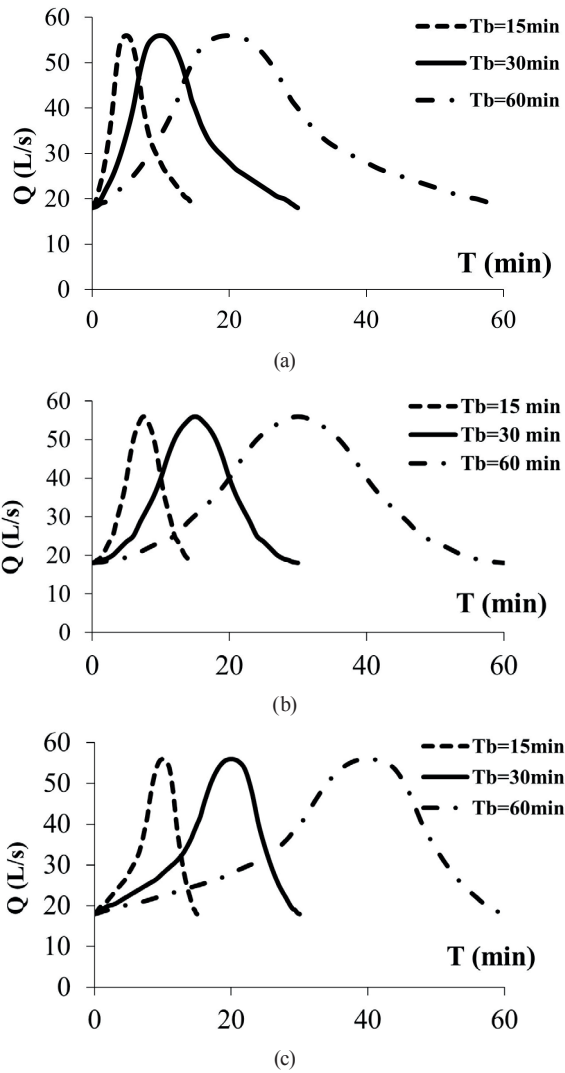 60
50
40
30
20
10
0
Q (L/s)
Tb=15min
Tb=30min
Tb=60min
T (min)
0 20 40 60
(a)
60
50
40
30
20
10
0
Q (L/s)
Tb=15 min
Tb=30 min
Tb=60 min
T (min)
0 20 40 60
(b)
60
50
40
30
20
10
0
Q (L/s)
Tb=15min
Tb=30min
Tb=60min
T (min)
0 20 40 60
(c)